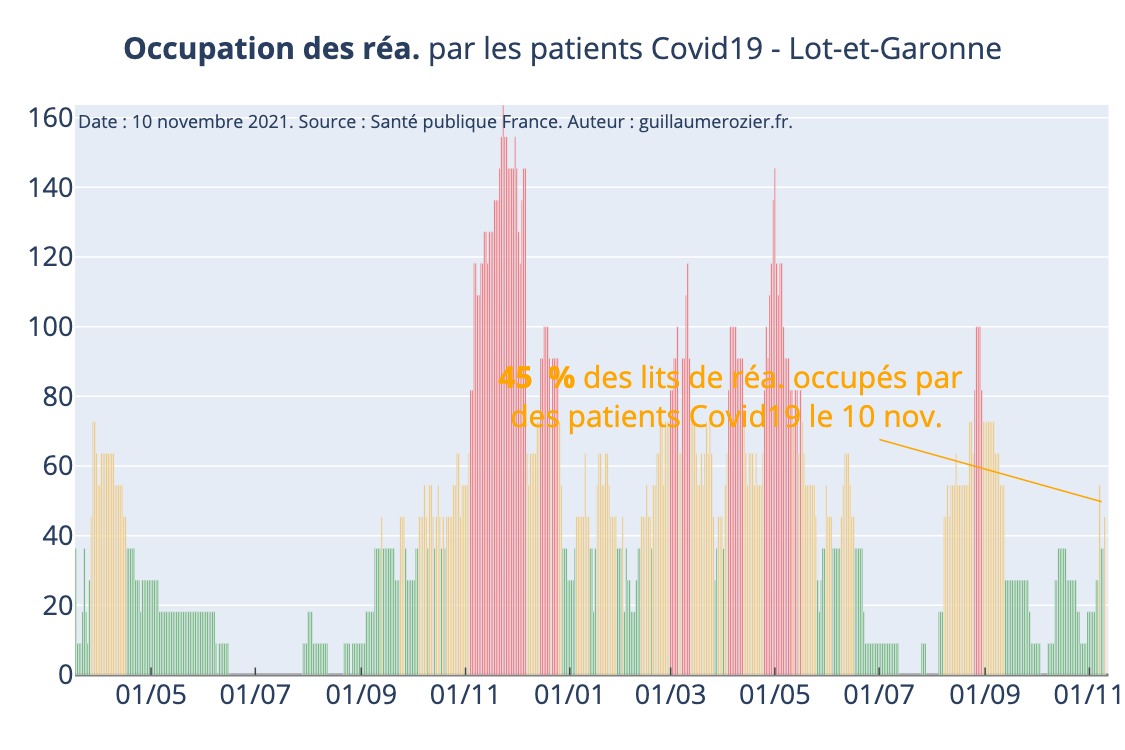 Occupation des réa. par les patients Covid19 - Lot-et-Garonne
160
Date : 10 novembre 2021. Source : Santé publique France. Auteur : guillaumerozier.fr.
140
120
100
45 % des lits de réa. occupés par
80
des patients Covid19 le 10 nov.
60
40
20
0
01/05 01/07 01/09 01/11 01/01 01/03 01/05 01/07 01/09 01/11